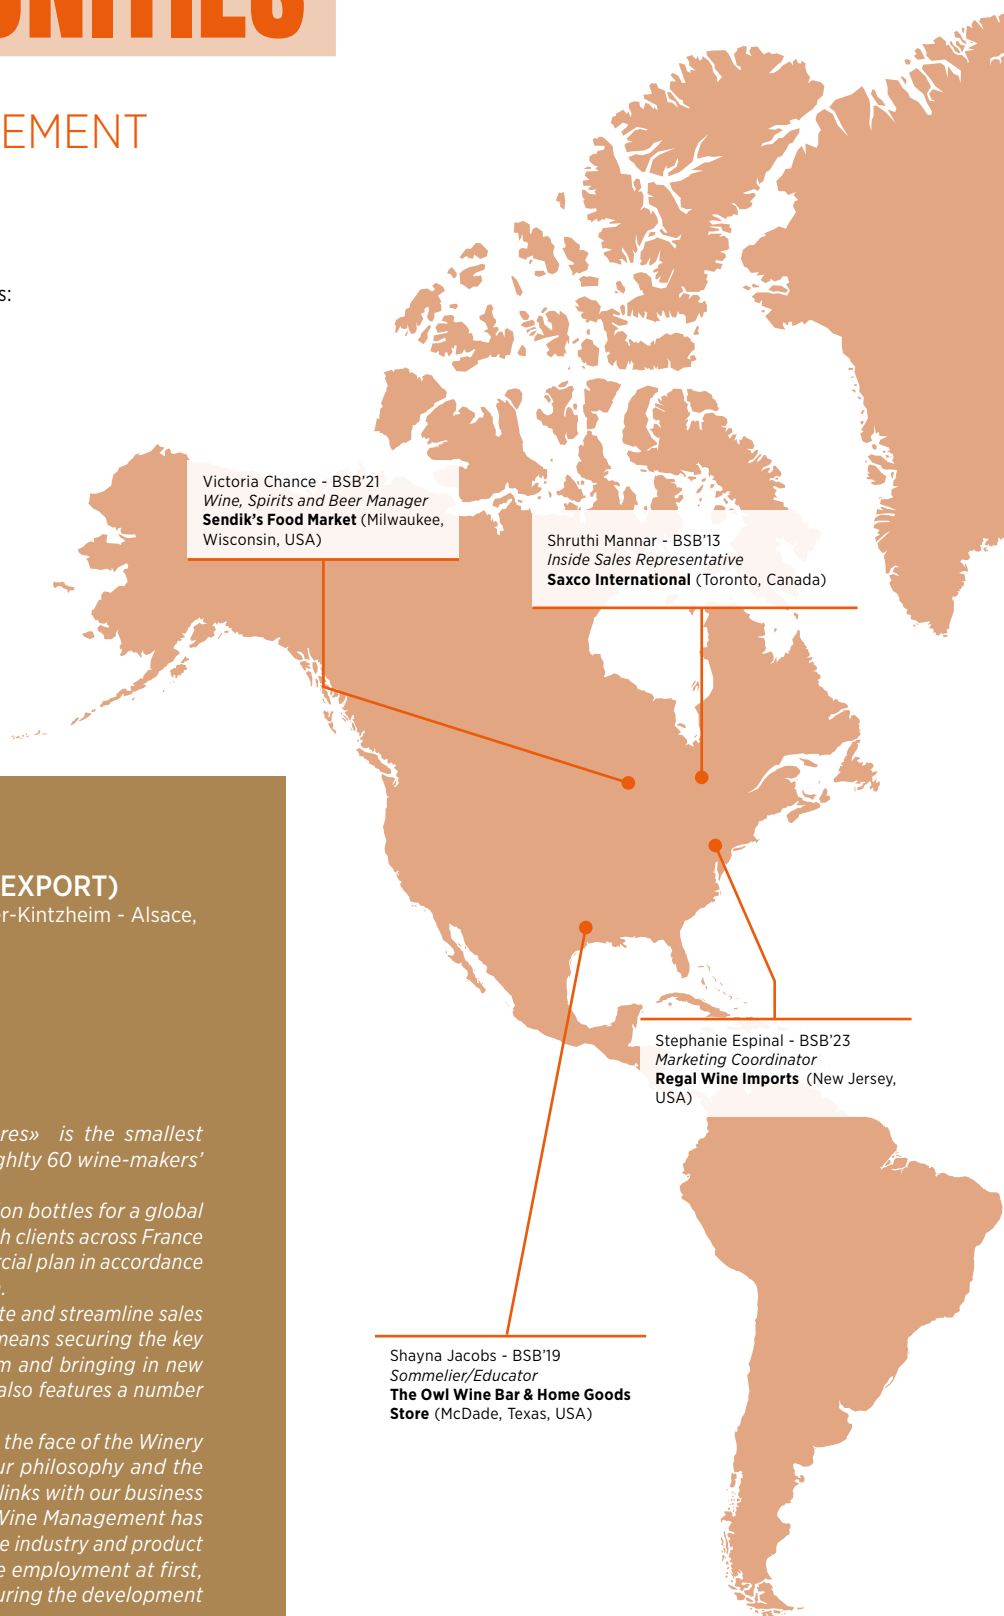 UNITIES
EMENT
s:
Victoria Chance - BSB’21
Wine, Spirits and Beer Manager
Sendik’s Food Market (Milwaukee,
Wisconsin, USA)
Shruthi Mannar - BSB’13
Inside Sales Representative
Saxco International (Toronto, Canada)
EXPORT)
er-Kintzheim - Alsace,
Stephanie Espinal - BSB’23
Marketing Coordinator
Regal Wine Imports (New Jersey,
USA)
res» is the smallest
ghlty 60 wine-makers’
on bottles for a global
h clients across France
rcial plan in accordance
.
te and streamline sales
means securing the key
m and bringing in new
also features a number
the face of the Winery
ur philosophy and the
links with our business
Wine Management has
e industry and product
e employment at first,
uring the development
Shayna Jacobs - BSB’19
Sommelier/Educator
The Owl Wine Bar & Home Goods
Store (McDade, Texas, USA)